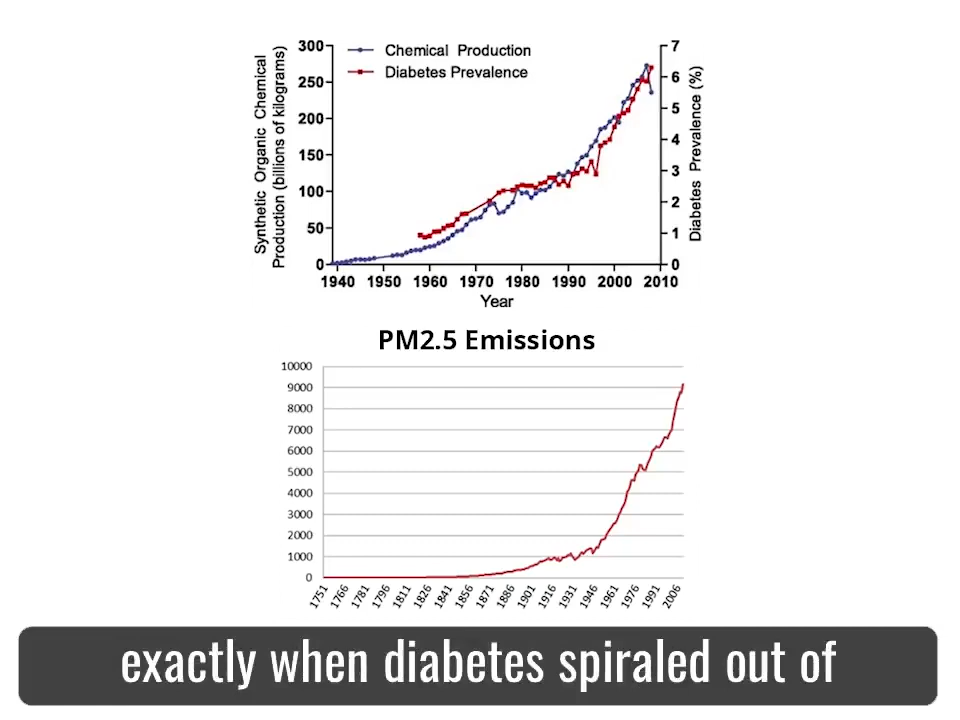 Chemical Production
Diabetes Prevalence
Synthetic Organic Chemical
Production (billions of kilograms)
300
250
200
150
100
50
0
7
6
5
4
3
2
1
0
Diabetes Prevalence (%)
1940 1950 1960 1970 1980 1990 2000 2010
Year
PM2.5 Emissions
10000
9000
8000
7000
6000
5000
4000
3000
2000
1000
0
1751 1766 1781 1796 1811 1826 1841 1856 1871 1886 1901 1916 1931 1946 1961 1976 1991 2006
exactly when diabetes spiraled out of